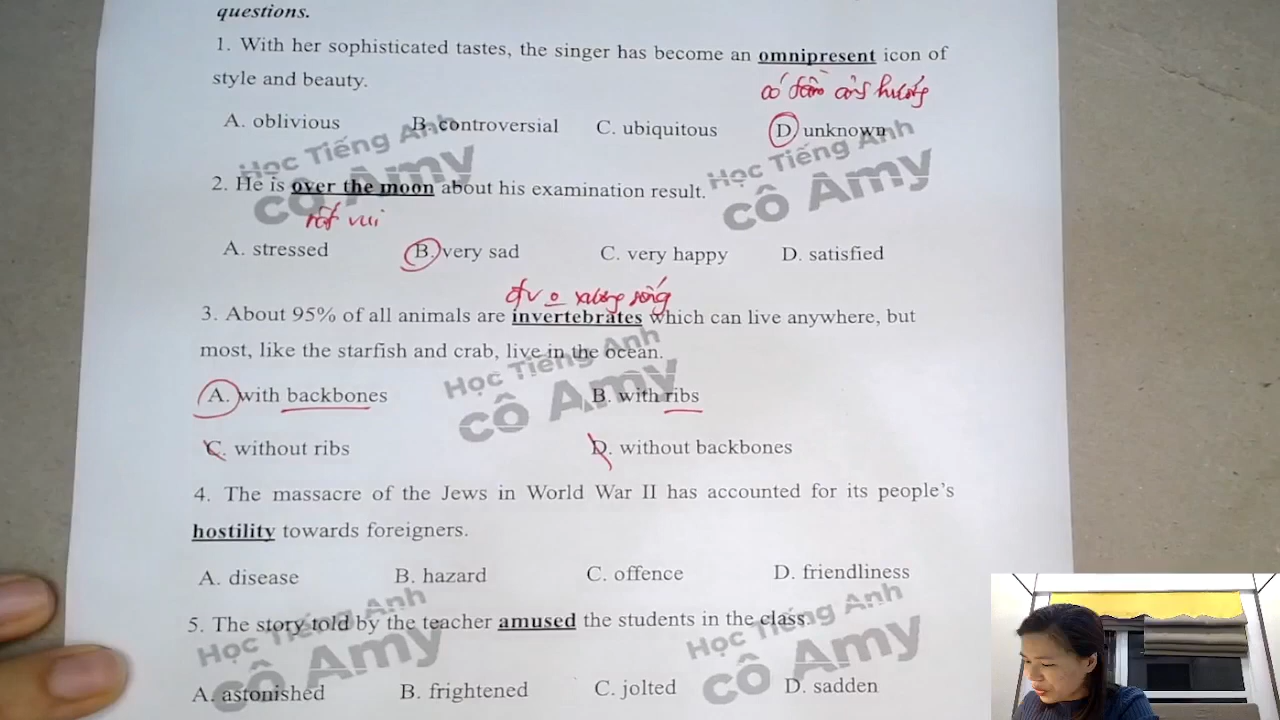 questions.
1. With her sophisticated tastes, the singer has become an omnipresent icon of
style and beauty.
có tầm ảnh hưởng
A. oblivious B. controversial C. ubiquitous D. unknown
Học Tiếng Anh
cô Amy
Học Tiếng Anh
cô Amy
2. He is over the moon about his examination result.
rất vui
A. stressed B. very sad C. very happy D. satisfied
xương sống
3. About 95% of all animals are invertebrates which can live anywhere, but
most, like the starfish and crab, live in the ocean.
Học Tiếng Anh
cô Amy
A. with backbones B. with ribs
C. without ribs D. without backbones
4. The massacre of the Jews in World War II has accounted for its people’s
hostility towards foreigners.
A. disease B. hazard C. offence D. friendliness
Học Tiếng Anh
cô Amy
Học Tiếng Anh
cô Amy
5. The story told by the teacher amused the students in the class.
A. astonished B. frightened C. jolted D. sadden